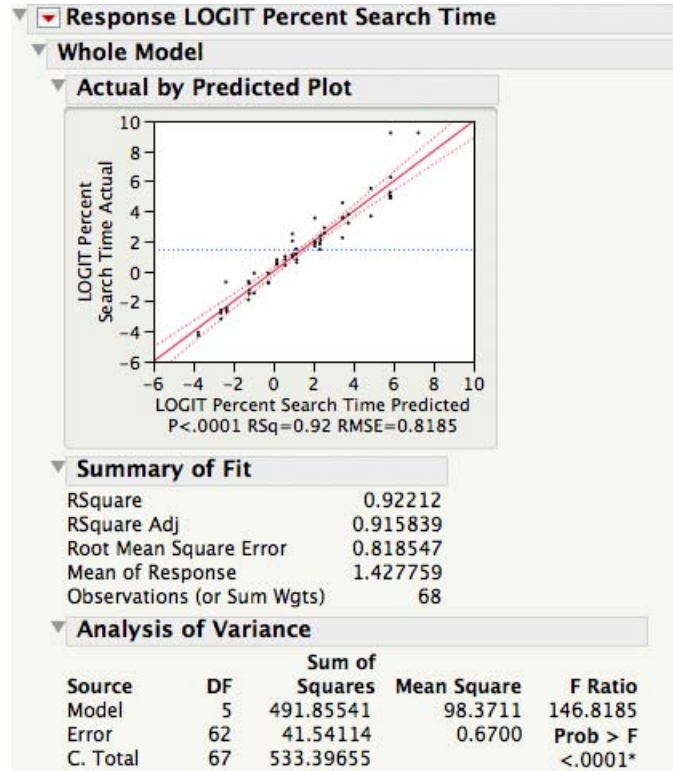 Response LOGIT Percent Search Time
Whole Model
Actual by Predicted Plot
LOGIT Percent
Search Time Actual
10
8
6
4
2
0
−2
−4
−6
−6 −4 −2 0 2 4 6 8 10
LOGIT Percent Search Time Predicted
P<.0001 RSq=0.92 RMSE=0.8185
Summary of Fit
RSquare 0.92212
RSquare Adj 0.915839
Root Mean Square Error 0.818547
Mean of Response 1.427759
Observations (or Sum Wgts) 68
Analysis of Variance
Sum of
Source DF Squares Mean Square F Ratio
Model 5 491.85541 98.3711 146.8185
Error 62 41.54114 0.6700 Prob > F
C. Total 67 533.39655 <.0001*